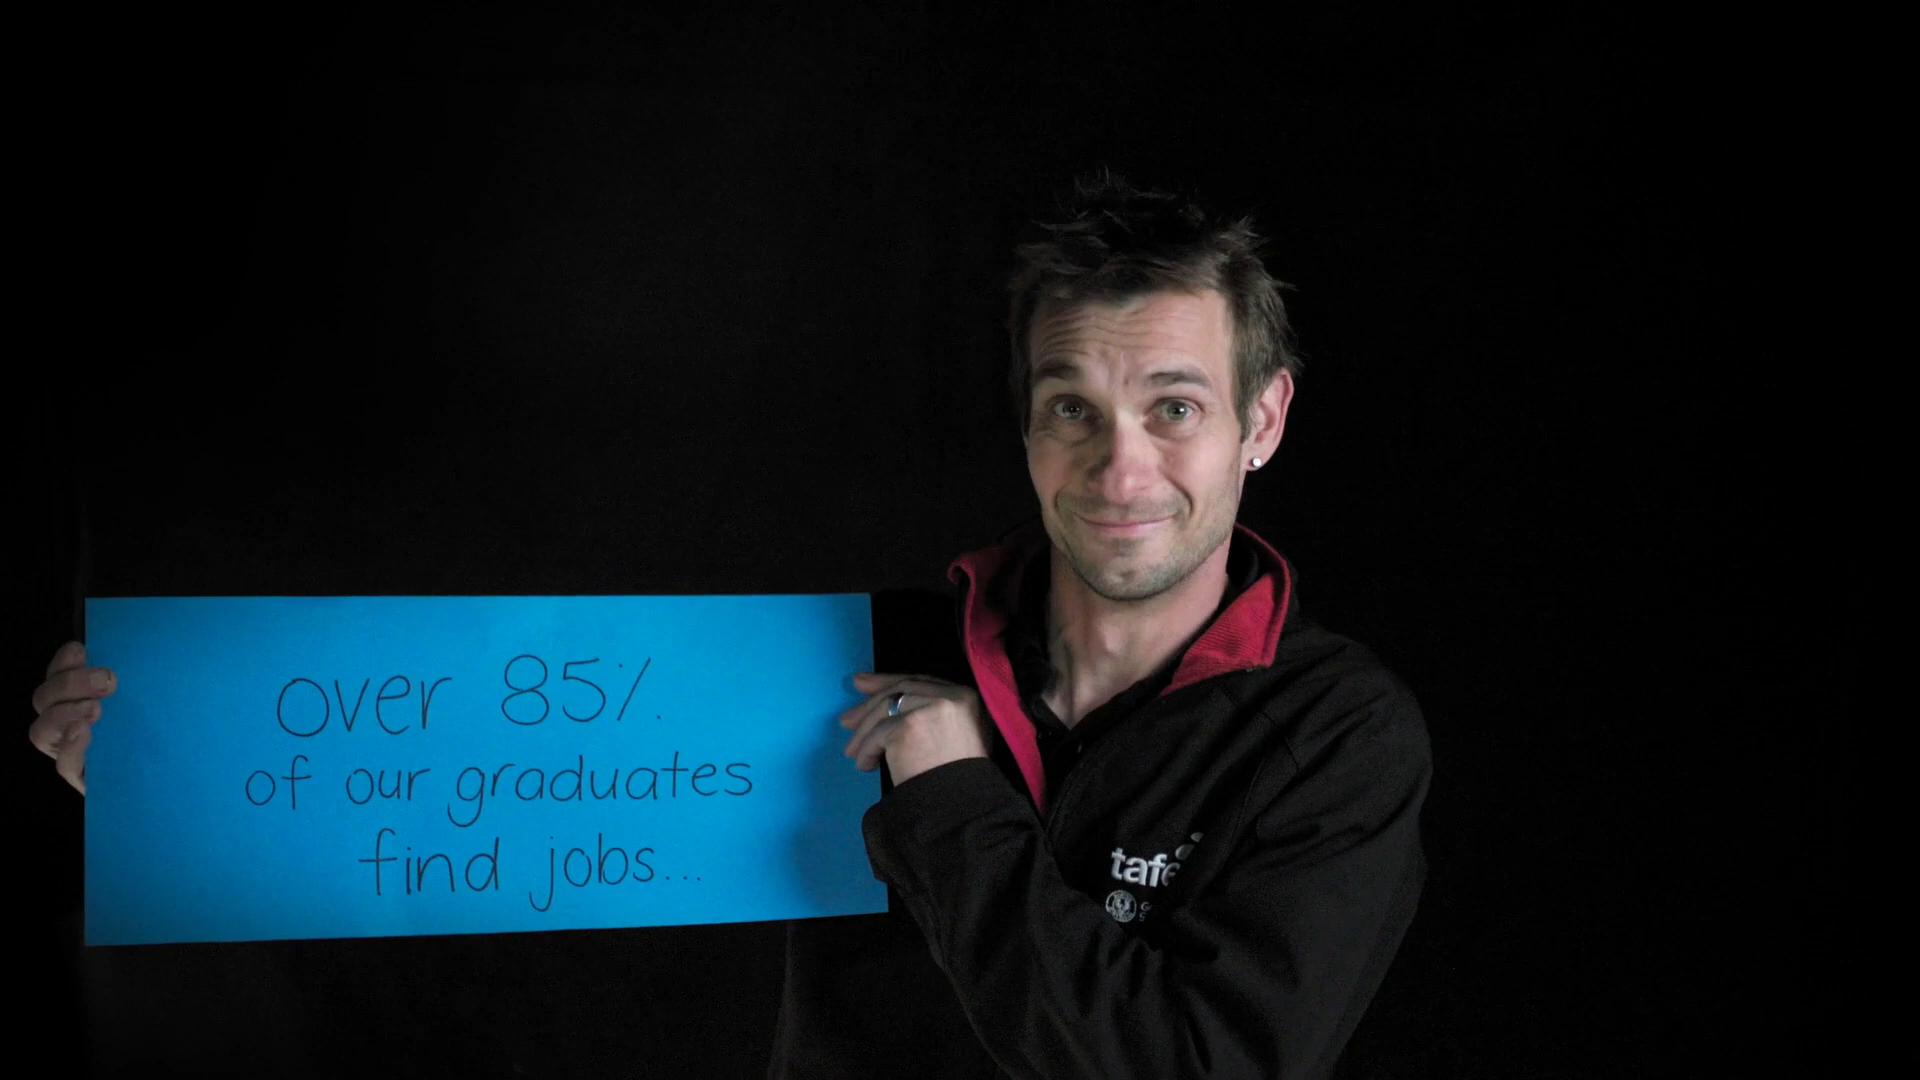 over 85%
of our graduates
find jobs...
tafe